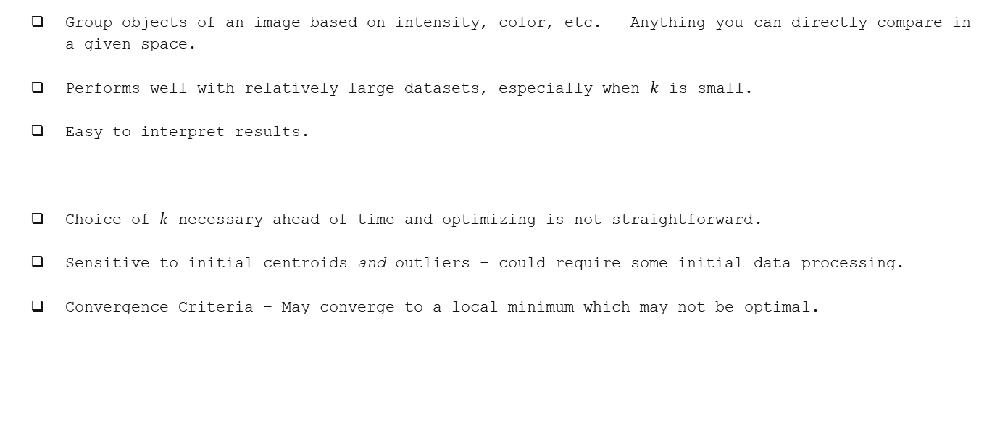 ❑ Group objects of an image based on intensity, color, etc. – Anything you can directly compare in
a given space.
❑ Performs well with relatively large datasets, especially when k is small.
❑ Easy to interpret results.
❑ Choice of k necessary ahead of time and optimizing is not straightforward.
❑ Sensitive to initial centroids and outliers – could require some initial data processing.
❑ Convergence Criteria – May converge to a local minimum which may not be optimal.